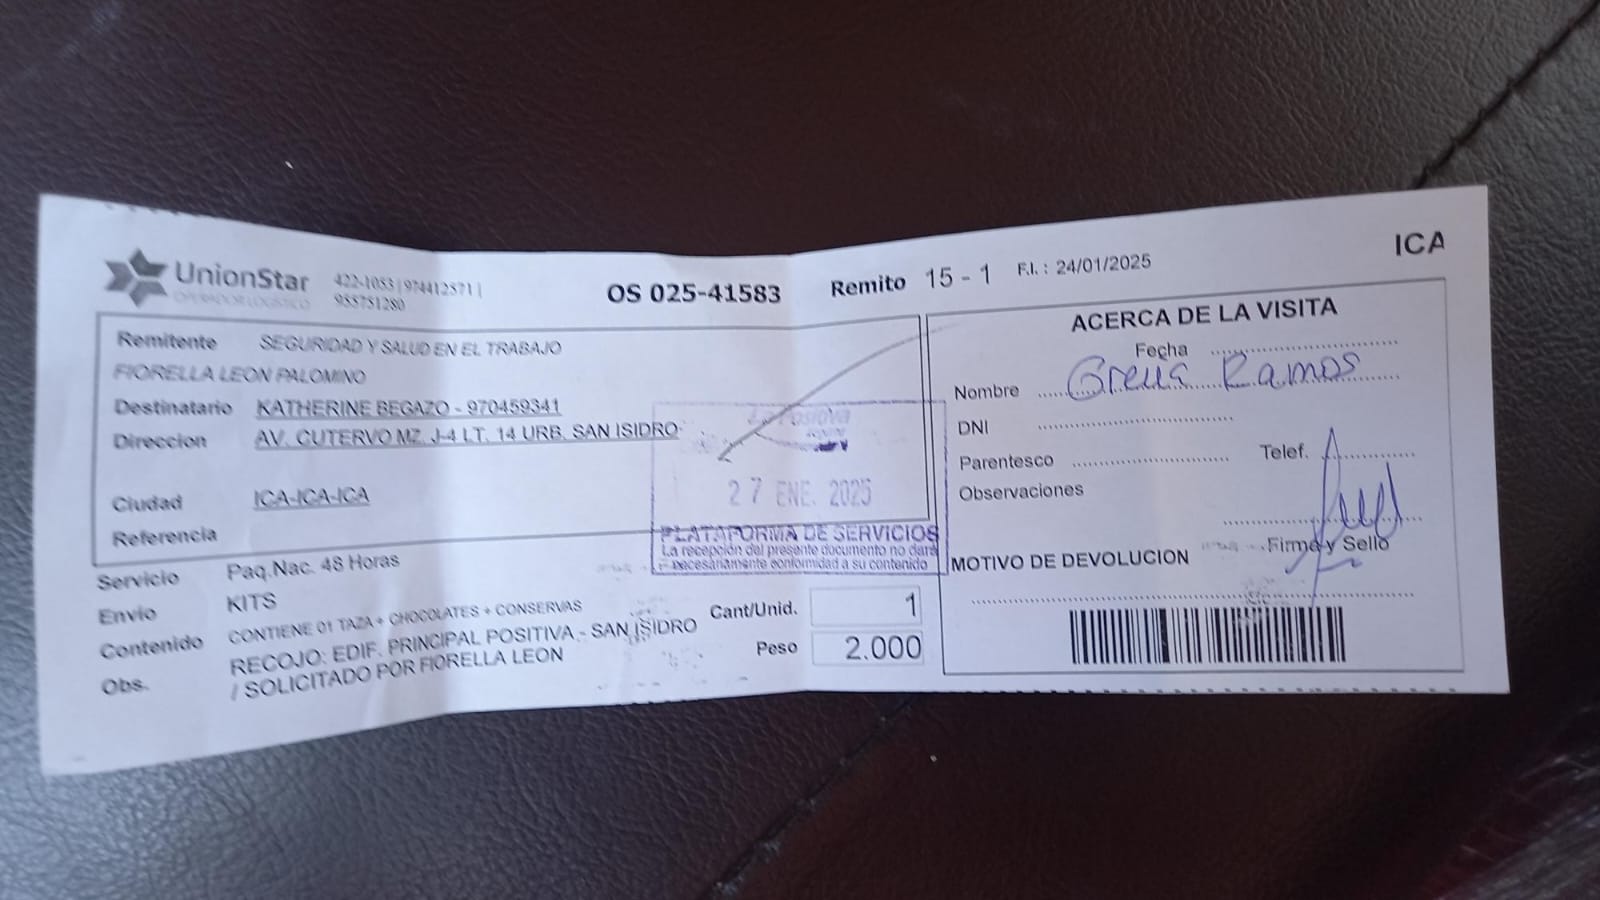 UnionStar
OPERADOR LOGISTICO
422-1053 | 974412571 |
955751280
OS 025-41583
Remito 15 - 1
F.I. : 24/01/2025
ICA
Remitente SEGURIDAD Y SALUD EN EL TRABAJO
FIORELLA LEON PALOMINO
Destinatario KATHERINE BEGAZO - 970459341
Direccion AV. CUTERVO MZ. J-4 LT. 14 URB. SAN ISIDRO
Ciudad ICA-ICA-ICA
Referencia
La Positiva
27 ENE. 2025
PLATAFORMA DE SERVICIOS
La recepción del presente documento no dará
necesariamente conformidad a su contenido
Servicio Paq.Nac. 48 Horas
Envio KITS
Contenido CONTIENE 01 TAZA + CHOCOLATES + CONSERVAS
Obs. RECOJO: EDIF. PRINCIPAL POSITIVA - SAN ISIDRO
/ SOLICITADO POR FIORELLA LEON
Cant/Unid. 1
Peso 2.000
ACERCA DE LA VISITA
Fecha
Nombre Ramos
DNI
Parentesco Telef.
Observaciones
Firma y Sello
MOTIVO DE DEVOLUCION